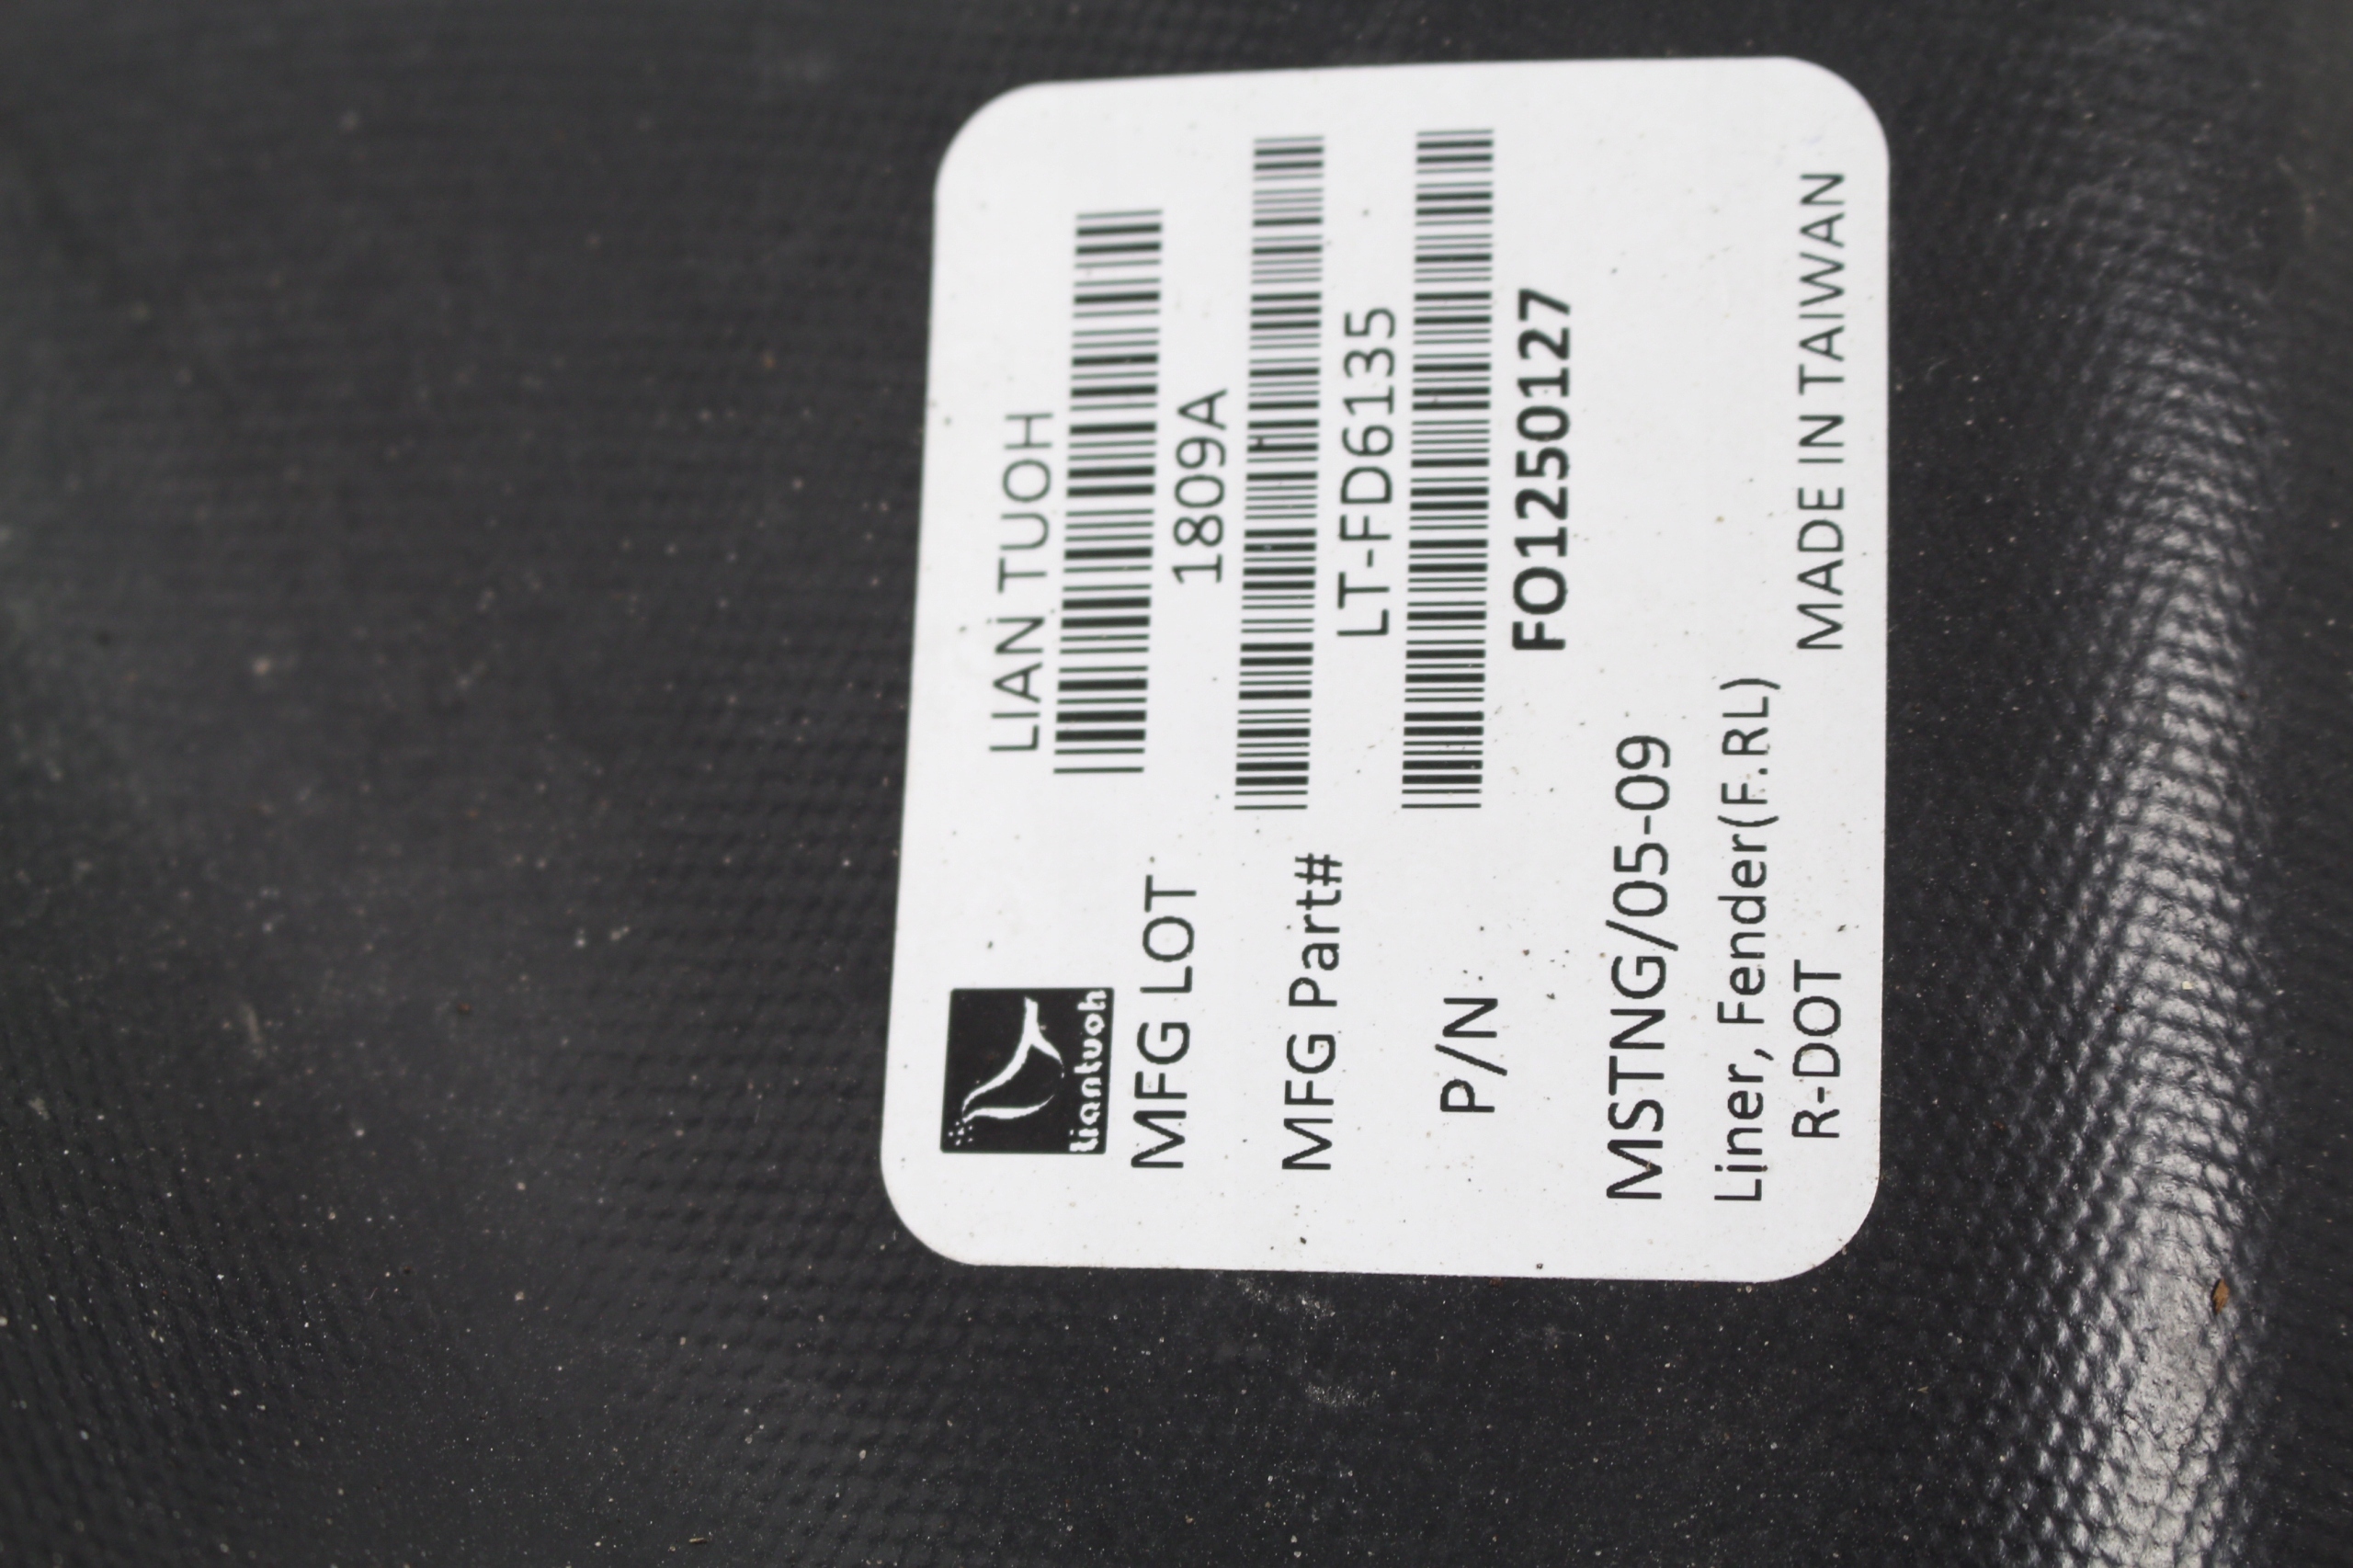 liantuoh
LIAN TUOH
MFG LOT
1809A
MFG Part#
LT-FD6135
P/N
FO1250127
MSTNG/05-09
Liner, Fender(F.RL)
R-DOT MADE IN TAIWAN